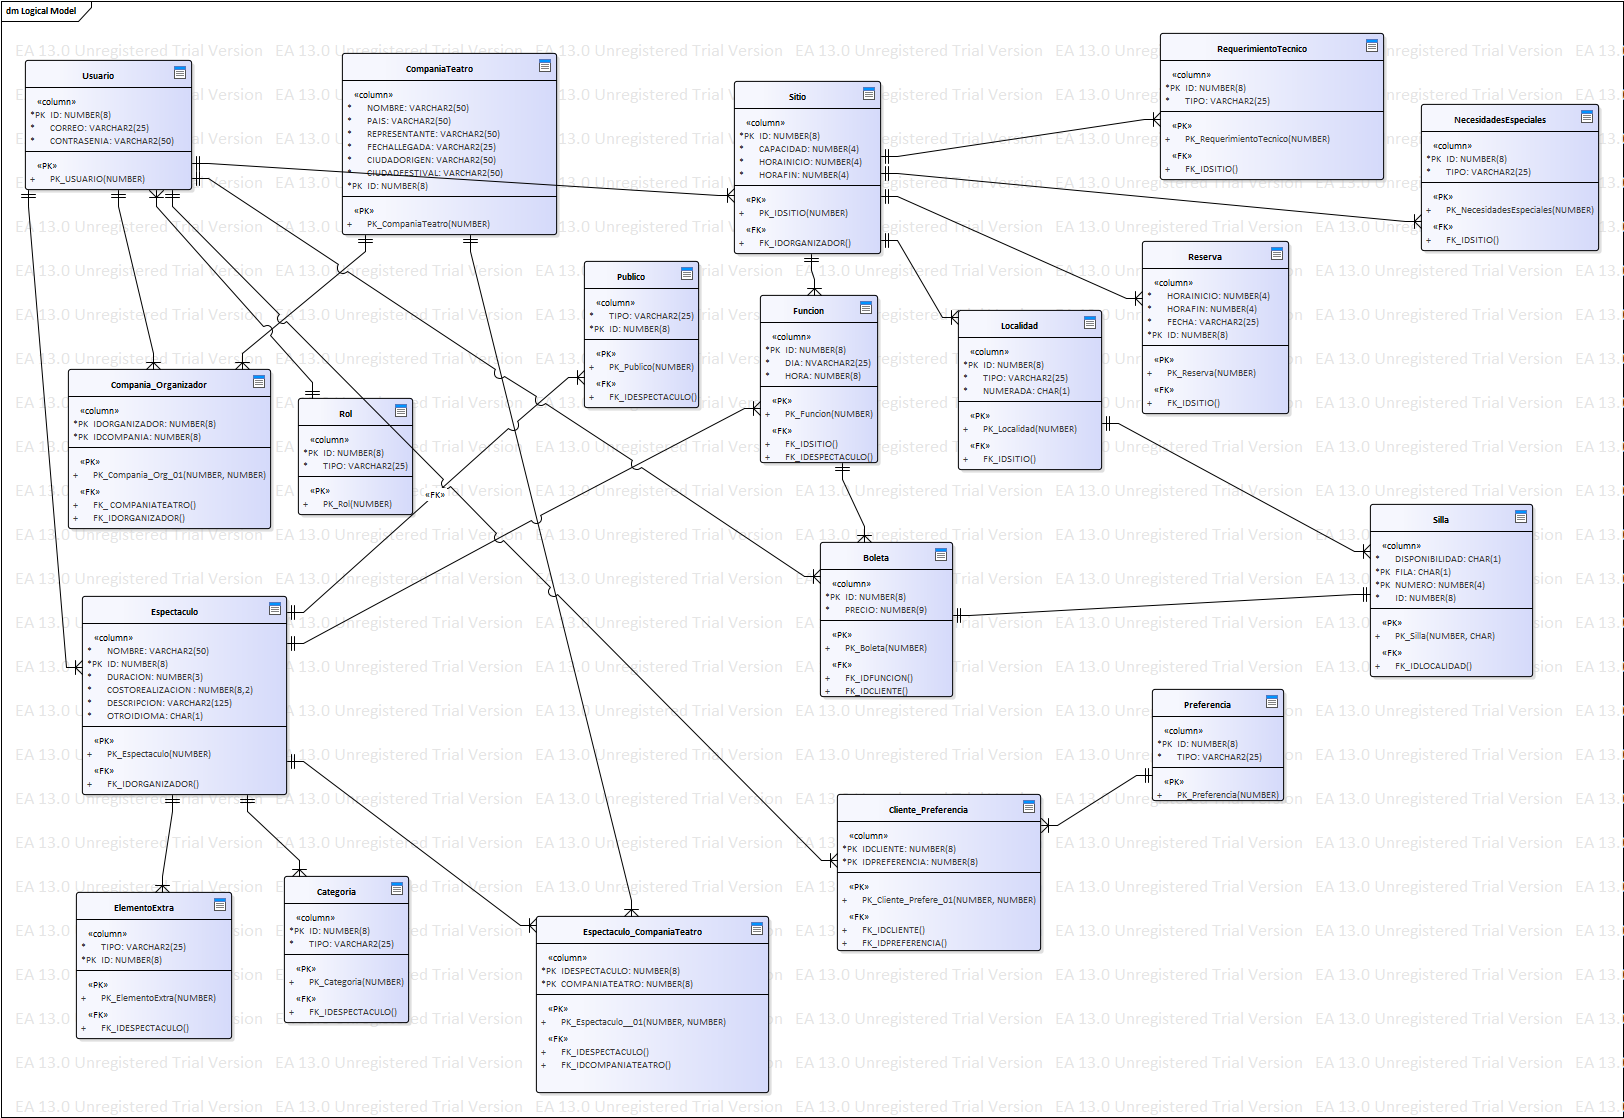 dm Logical Model
EA 13.0 Unregistered Trial Version
Usuario
«column»
*PK ID: NUMBER(8)
* CORREO: VARCHAR2(25)
* CONTRASENIA: VARCHAR2(50)
«PK»
+ PK_USUARIO(NUMBER)
CompaniaTeatro
«column»
* NOMBRE: VARCHAR2(50)
* PAIS: VARCHAR2(50)
* REPRESENTANTE: VARCHAR2(50)
* FECHALLEGADA: VARCHAR2(25)
* CIUDADORIGEN: VARCHAR2(50)
* CIUDADFESTIVAL: VARCHAR2(50)
*PK ID: NUMBER(8)
«PK»
+ PK_CompaniaTeatro(NUMBER)
Sitio
«column»
*PK ID: NUMBER(8)
* CAPACIDAD: NUMBER(4)
* HORAINICIO: NUMBER(4)
* HORAFIN: NUMBER(4)
«PK»
+ PK_IDSITIO(NUMBER)
«FK»
+ FK_IDORGANIZADOR()
RequerimientoTecnico
«column»
*PK ID: NUMBER(8)
* TIPO: VARCHAR2(25)
«PK»
+ PK_RequerimientoTecnico(NUMBER)
«FK»
+ FK_IDSITIO()
NecesidadesEspeciales
«column»
*PK ID: NUMBER(8)
* TIPO: VARCHAR2(25)
«PK»
+ PK_NecesidadesEspeciales(NUMBER)
«FK»
+ FK_IDSITIO()
Publico
«column»
* TIPO: VARCHAR2(25)
*PK ID: NUMBER(8)
«PK»
+ PK_Publico(NUMBER)
«FK»
+ FK_IDESPECTACULO()
Funcion
«column»
*PK ID: NUMBER(8)
* DIA: NVARCHAR2(25)
* HORA: NUMBER(8)
«PK»
+ PK_Funcion(NUMBER)
«FK»
+ FK_IDSITIO()
+ FK_IDESPECTACULO()
Localidad
«column»
*PK ID: NUMBER(8)
* TIPO: VARCHAR2(25)
* NUMERADA: CHAR(1)
«PK»
+ PK_Localidad(NUMBER)
«FK»
+ FK_IDSITIO()
Reserva
«column»
* HORAINICIO: NUMBER(4)
* HORAFIN: NUMBER(4)
* FECHA: VARCHAR2(25)
*PK ID: NUMBER(8)
«PK»
+ PK_Reserva(NUMBER)
«FK»
+ FK_IDSITIO()
Compania_Organizador
«column»
*PK IDORGANIZADOR: NUMBER(8)
*PK IDCOMPANIA: NUMBER(8)
«PK»
+ PK_Compania_Org_01(NUMBER, NUMBER)
«FK»
+ FK_ COMPANIATEATRO()
+ FK_IDORGANIZADOR()
Rol
«column»
*PK ID: NUMBER(8)
* TIPO: VARCHAR2(25)
«PK»
+ PK_Rol(NUMBER)
«FK»
Silla
«column»
* DISPONIBILIDAD: CHAR(1)
*PK FILA: CHAR(1)
*PK NUMERO: NUMBER(4)
* ID: NUMBER(8)
«PK»
+ PK_Silla(NUMBER, CHAR)
«FK»
+ FK_IDLOCALIDAD()
Boleta
«column»
*PK ID: NUMBER(8)
* PRECIO: NUMBER(9)
«PK»
+ PK_Boleta(NUMBER)
«FK»
+ FK_IDFUNCION()
+ FK_IDCLIENTE()
Espectaculo
«column»
* NOMBRE: VARCHAR2(50)
*PK ID: NUMBER(8)
* DURACION: NUMBER(3)
* COSTOREALIZACION : NUMBER(8,2)
* DESCRIPCION: VARCHAR2(125)
* OTROIDIOMA: CHAR(1)
«PK»
+ PK_Espectaculo(NUMBER)
«FK»
+ FK_IDORGANIZADOR()
Preferencia
«column»
*PK ID: NUMBER(8)
* TIPO: VARCHAR2(25)
«PK»
+ PK_Preferencia(NUMBER)
Cliente_Preferencia
«column»
*PK IDCLIENTE: NUMBER(8)
*PK IDPREFERENCIA: NUMBER(8)
«PK»
+ PK_Cliente_Prefere_01(NUMBER, NUMBER)
«FK»
+ FK_IDCLIENTE()
+ FK_IDPREFERENCIA()
ElementoExtra
«column»
* TIPO: VARCHAR2(25)
*PK ID: NUMBER(8)
«PK»
+ PK_ElementoExtra(NUMBER)
«FK»
+ FK_IDESPECTACULO()
Categoria
«column»
*PK ID: NUMBER(8)
* TIPO: VARCHAR2(25)
«PK»
+ PK_Categoria(NUMBER)
«FK»
+ FK_IDESPECTACULO()
Espectaculo_CompaniaTeatro
«column»
*PK IDESPECTACULO: NUMBER(8)
*PK COMPANIATEATRO: NUMBER(8)
«PK»
+ PK_Espectaculo__01(NUMBER, NUMBER)
«FK»
+ FK_IDESPECTACULO()
+ FK_IDCOMPANIATEATRO()